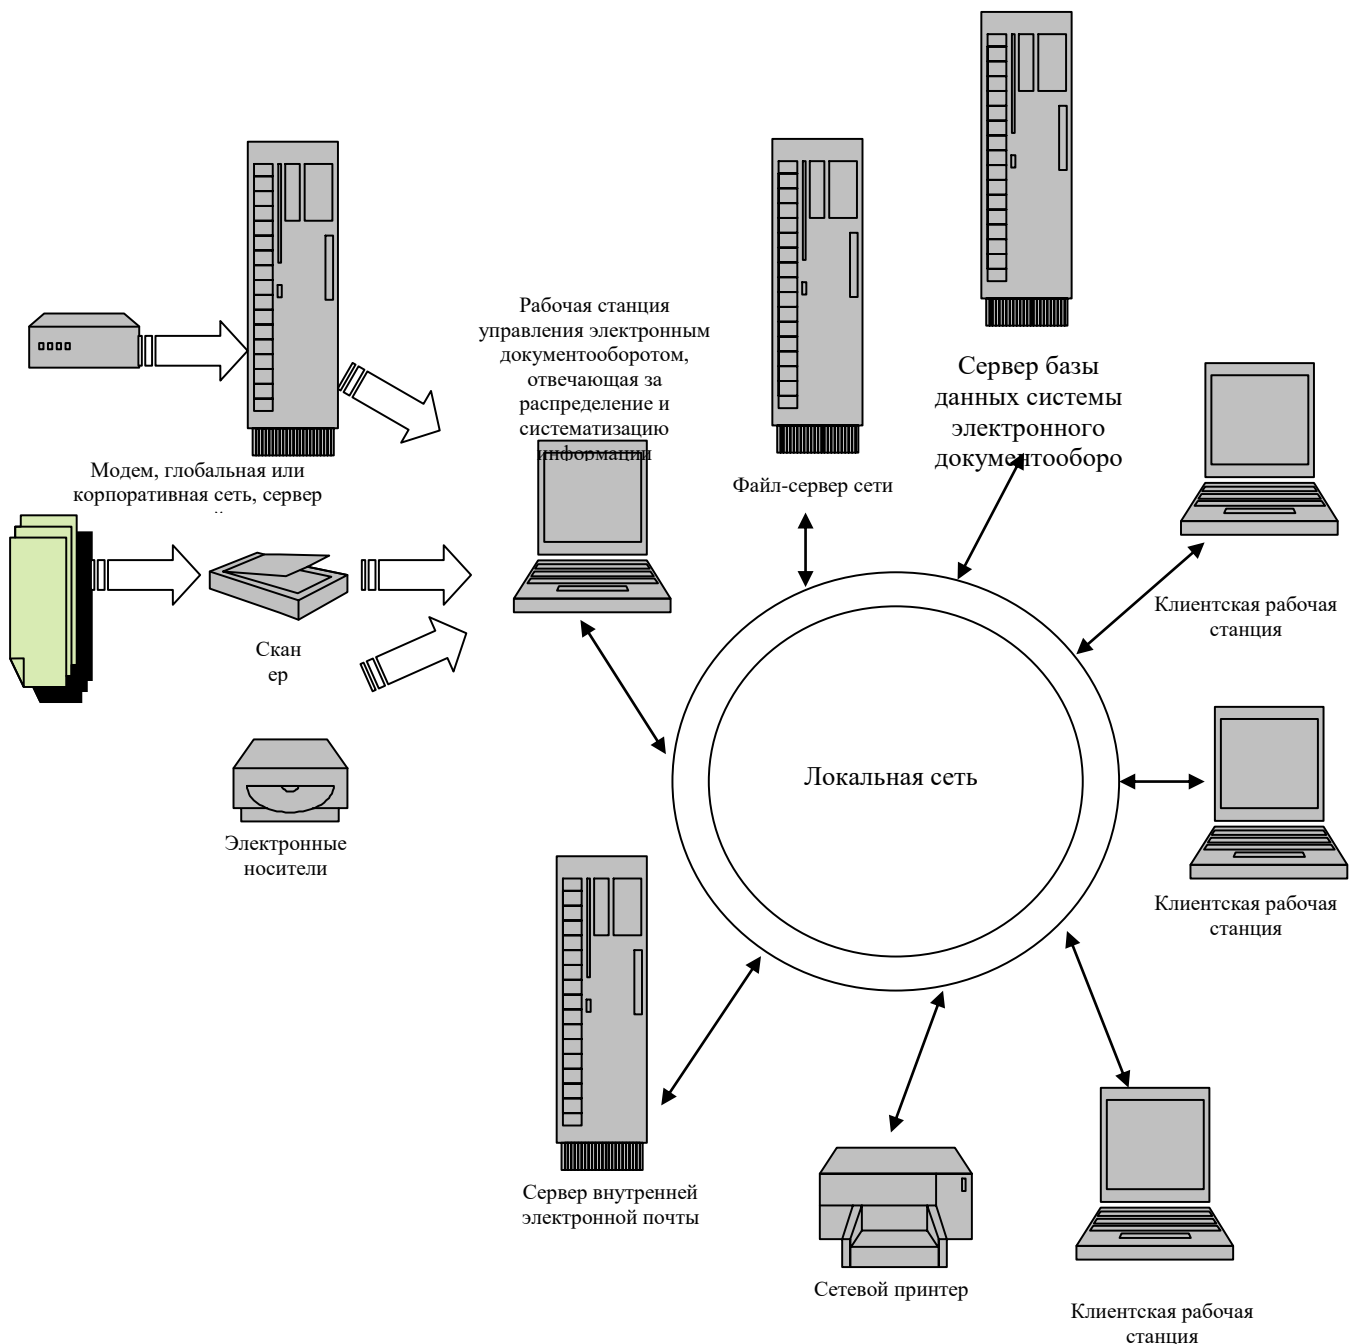 Рабочая станция
управления электронным
документооборотом,
отвечающая за
распределение и
систематизацию
информации
Модем, глобальная или
корпоративная сеть, сервер
Файл-сервер сети
Сервер базы
данных системы
электронного
документооборо
Клиентская рабочая
станция
Скан
ер
Локальная сеть
Электронные
носители
Клиентская рабочая
станция
Сервер внутренней
электронной почты
Сетевой принтер
Клиентская рабочая
станция